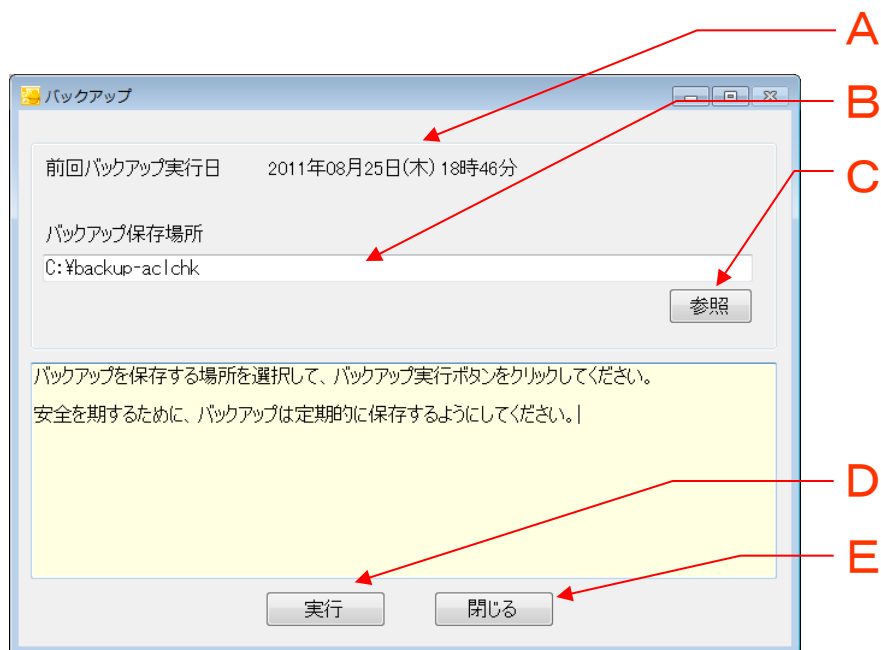 A
バックアップ
B
前回バックアップ実行日 2011年08月25日(木) 18時46分
C
バックアップ保存場所
C:¥backup-aclchk
参照
バックアップを保存する場所を選択して、バックアップ実行ボタンをクリックしてください。
安全を期するために、バックアップは定期的に保存するようにしてください。
D
E
実行 閉じる